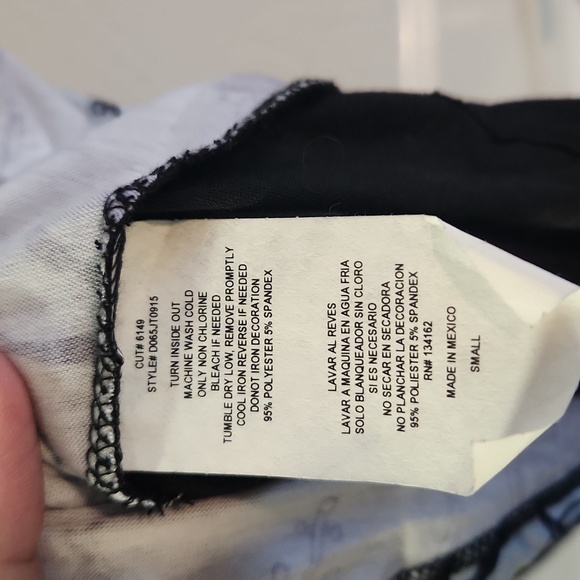 CUT# 6149
STYLE# D065JT0915
TURN INSIDE OUT
MACHINE WASH COLD
ONLY NON CHLORINE
BLEACH IF NEEDED
TUMBLE DRY LOW, REMOVE PROMPTLY
COOL IRON REVERSE IF NEEDED
DONOT IRON DECORATION
95% POLYESTER 5% SPANDEX
LAVAR AL REVES
LAVAR A MAQUINA EN AGUA FRIA
SOLO BLANQUEADOR SIN CLORO
SI ES NECESARIO
NO SECAR EN SECADORA
NO PLANCHAR LA DECORACION
95% POLIESTER 5% SPANDEX
RN# 134162
MADE IN MEXICO
SMALL